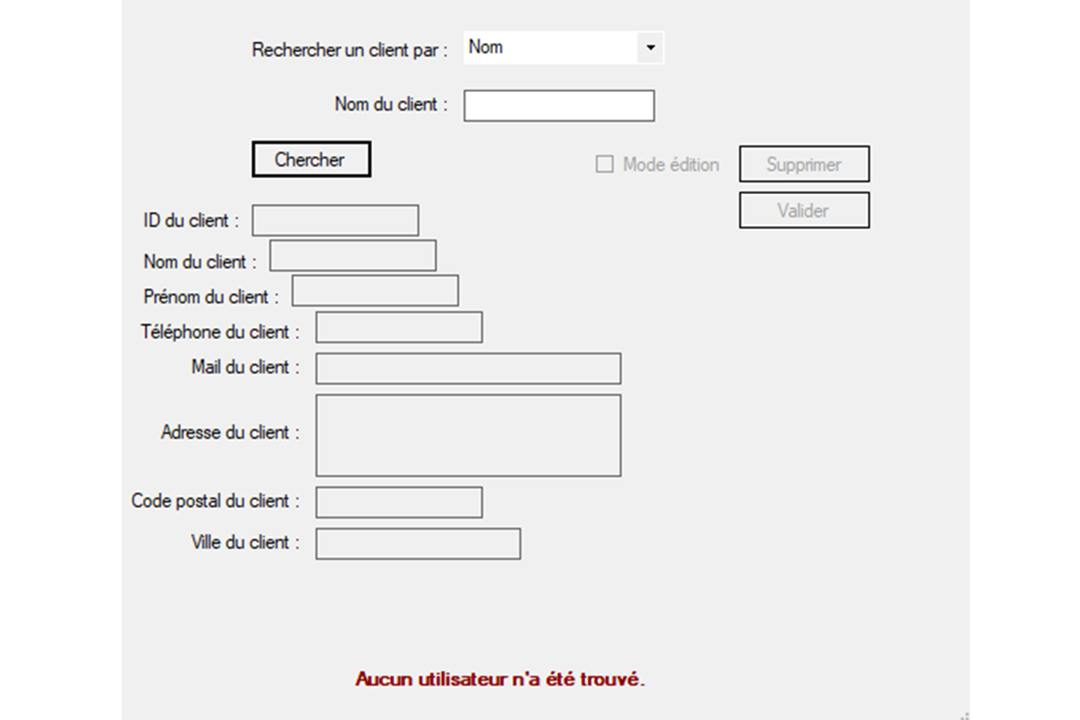 Rechercher un client par : Nom
Nom du client :
Chercher
Mode édition
Supprimer
Valider
ID du client :
Nom du client :
Prénom du client :
Téléphone du client :
Mail du client :
Adresse du client :
Code postal du client :
Ville du client :
Aucun utilisateur n'a été trouvé.